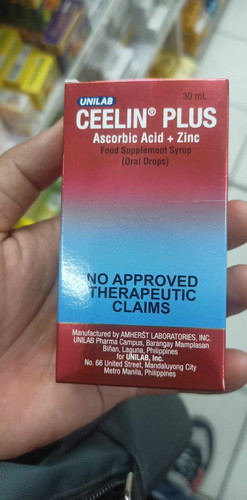 UNILAB
30 mL
CEELIN® PLUS
Ascorbic Acid + Zinc
Food Supplement Syrup
(Oral Drops)
NO APPROVED
THERAPEUTIC
CLAIMS
Manufactured by AMHERST LABORATORIES, INC.
UNILAB Pharma Campus, Barangay Mamplasan
Biñan, Laguna, Philippines
for UNILAB, Inc.
No. 66 United Street, Mandaluyong City
Metro Manila, Philippines